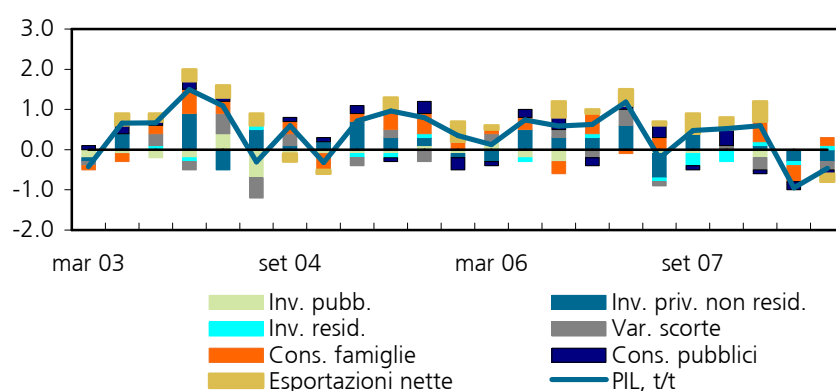 3.0
2.0
1.0
0.0
-1.0
-2.0
mar 03 set 04 mar 06 set 07
Inv. pubb. Inv. priv. non resid.
Inv. resid. Var. scorte
Cons. famiglie Cons. pubblici
Esportazioni nette PIL, t/t